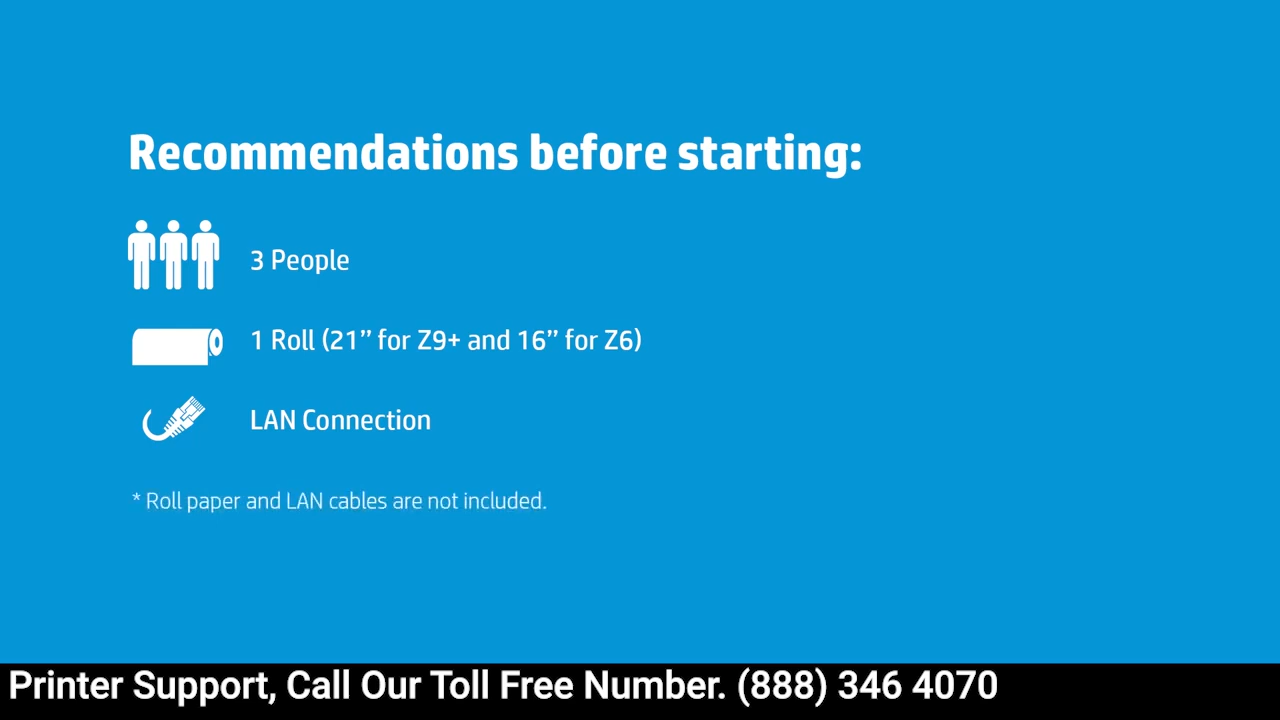 Recommendations before starting:
3 People
1 Roll (21” for Z9+ and 16” for Z6)
LAN Connection
* Roll paper and LAN cables are not included.
Printer Support, Call Our Toll Free Number. (888) 346 4070